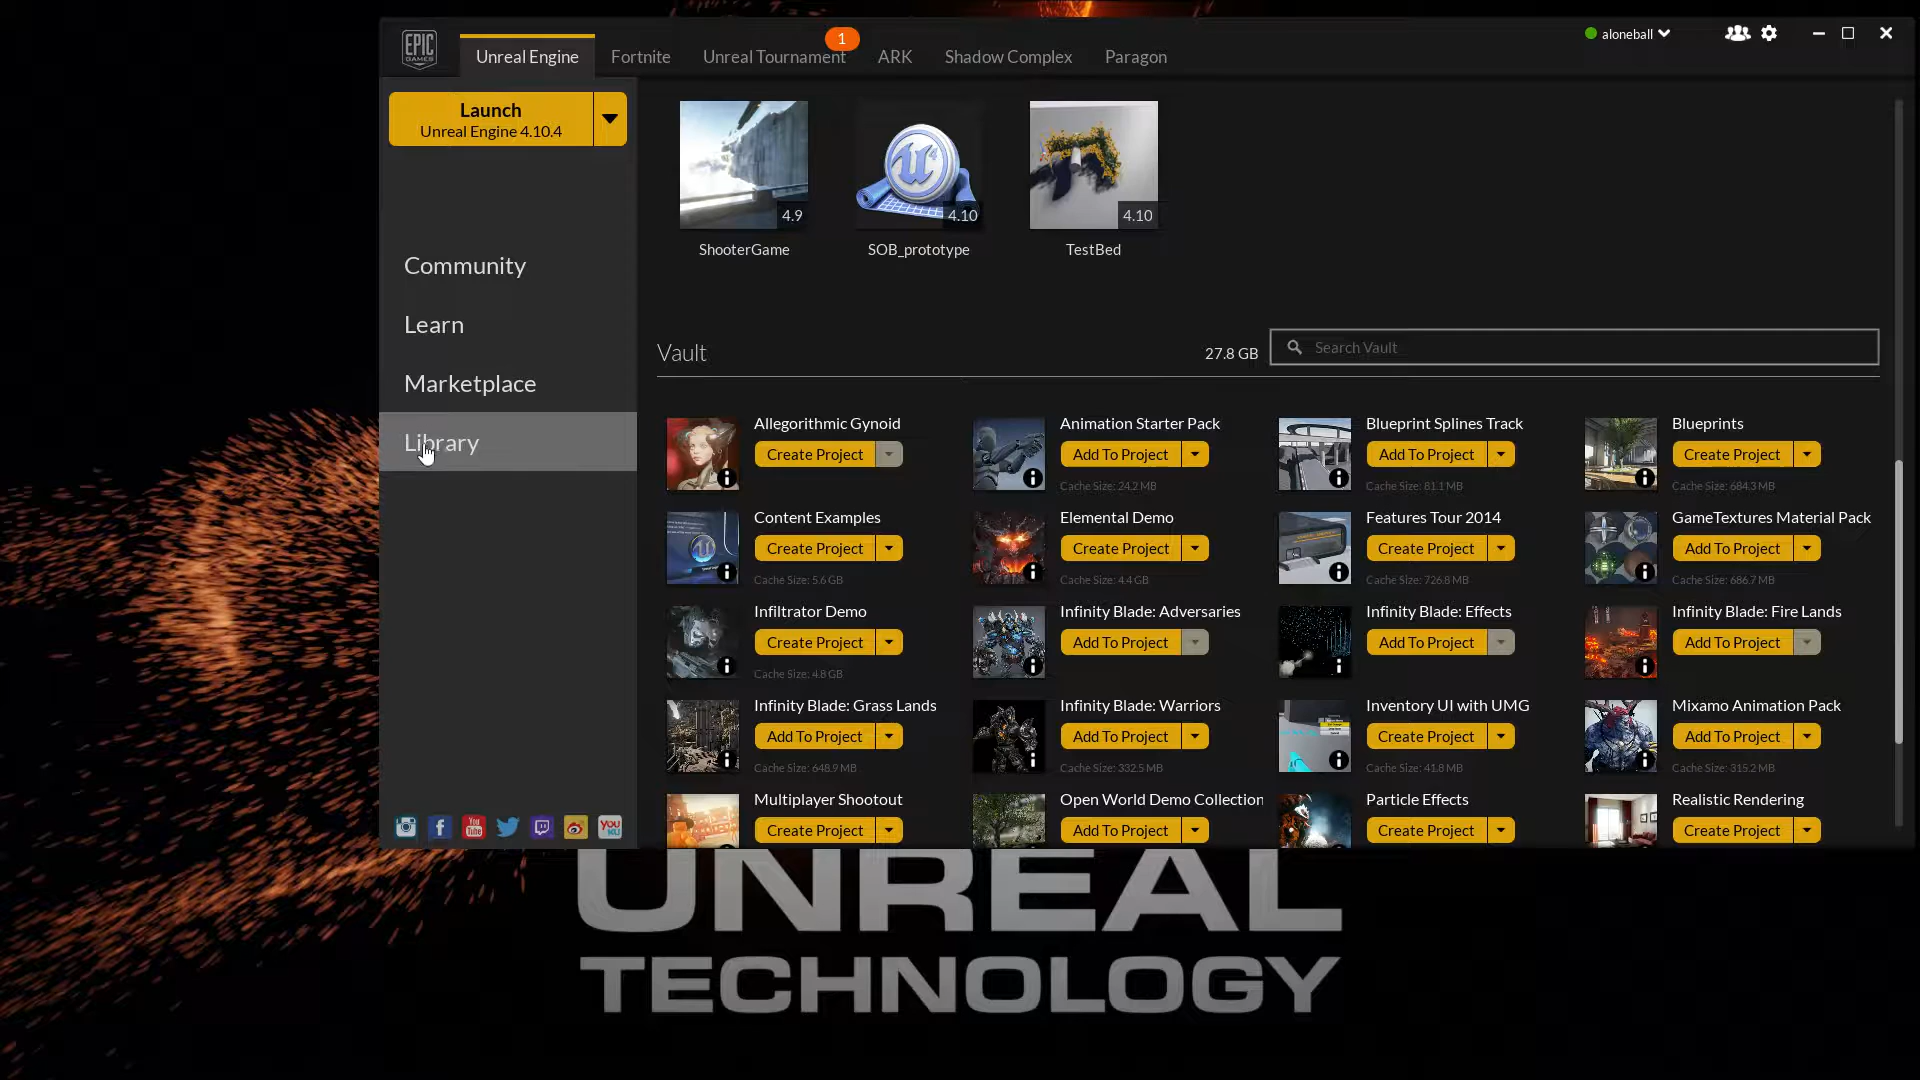 EPIC
GAMES
Unreal Engine
Fortnite
Unreal Tournament
1
ARK
Shadow Complex
Paragon
aloneball
Launch
Unreal Engine 4.10.4
Community
Learn
Marketplace
Library
4.9
4.10
4.10
ShooterGame
SOB_prototype
TestBed
Vault
27.8 GB
Search Vault
Allegorithmic Gynoid
Create Project
Animation Starter Pack
Add To Project
Cache Size: 24.2 MB
Blueprint Splines Track
Add To Project
Cache Size: 81.1 MB
Blueprints
Create Project
Cache Size: 684.3 MB
Content Examples
Create Project
Cache Size: 5.6 GB
Elemental Demo
Create Project
Cache Size: 4.4 GB
Features Tour 2014
Create Project
Cache Size: 726.8 MB
GameTextures Material Pack
Add To Project
Cache Size: 686.7 MB
Infiltrator Demo
Create Project
Cache Size: 4.8 GB
Infinity Blade: Adversaries
Add To Project
Infinity Blade: Effects
Add To Project
Infinity Blade: Fire Lands
Add To Project
Infinity Blade: Grass Lands
Add To Project
Cache Size: 648.9 MB
Infinity Blade: Warriors
Add To Project
Cache Size: 332.5 MB
Inventory UI with UMG
Create Project
Cache Size: 41.8 MB
Mixamo Animation Pack
Add To Project
Cache Size: 315.2 MB
Multiplayer Shootout
Create Project
Open World Demo Collection
Add To Project
Particle Effects
Create Project
Realistic Rendering
Create Project
You
Tube
YOU
KU
UNREAL
TECHNOLOGY